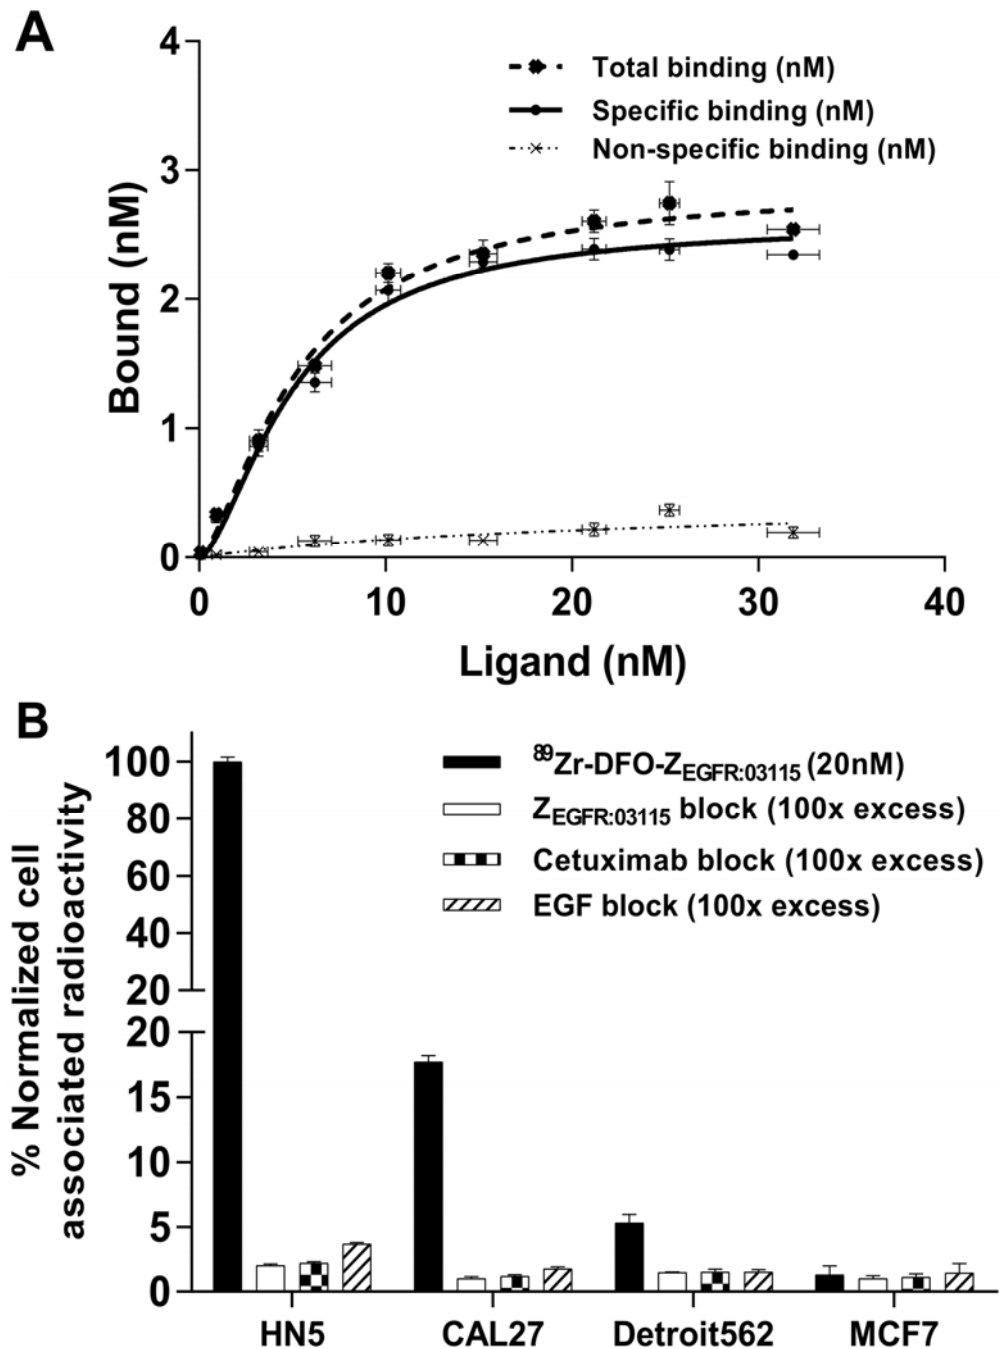 A
4
3
2
1
0
Bound (nM)
Total binding (nM)
Specific binding (nM)
Non-specific binding (nM)
0 10 20 30 40
Ligand (nM)
B
100
80
60
40
20
20
15
10
5
0
% Normalized cell
associated radioactivity
⁸⁹Zr-DFO-Z_EGFR:03115 (20nM)
Z_EGFR:03115 block (100x excess)
Cetuximab block (100x excess)
EGF block (100x excess)
HN5 CAL27 Detroit562 MCF7